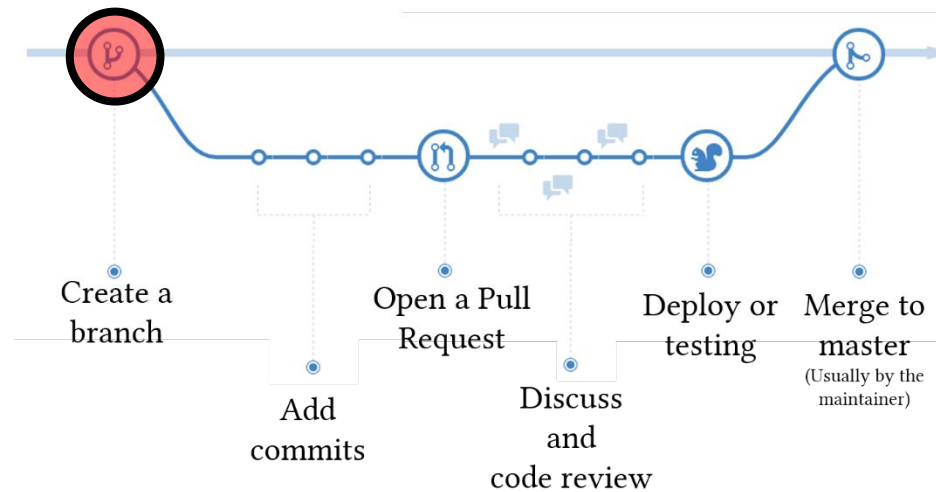 Create a
branch
Add
commits
Open a Pull
Request
Discuss
and
code review
Deploy or
testing
Merge to
master
(Usually by the
maintainer)